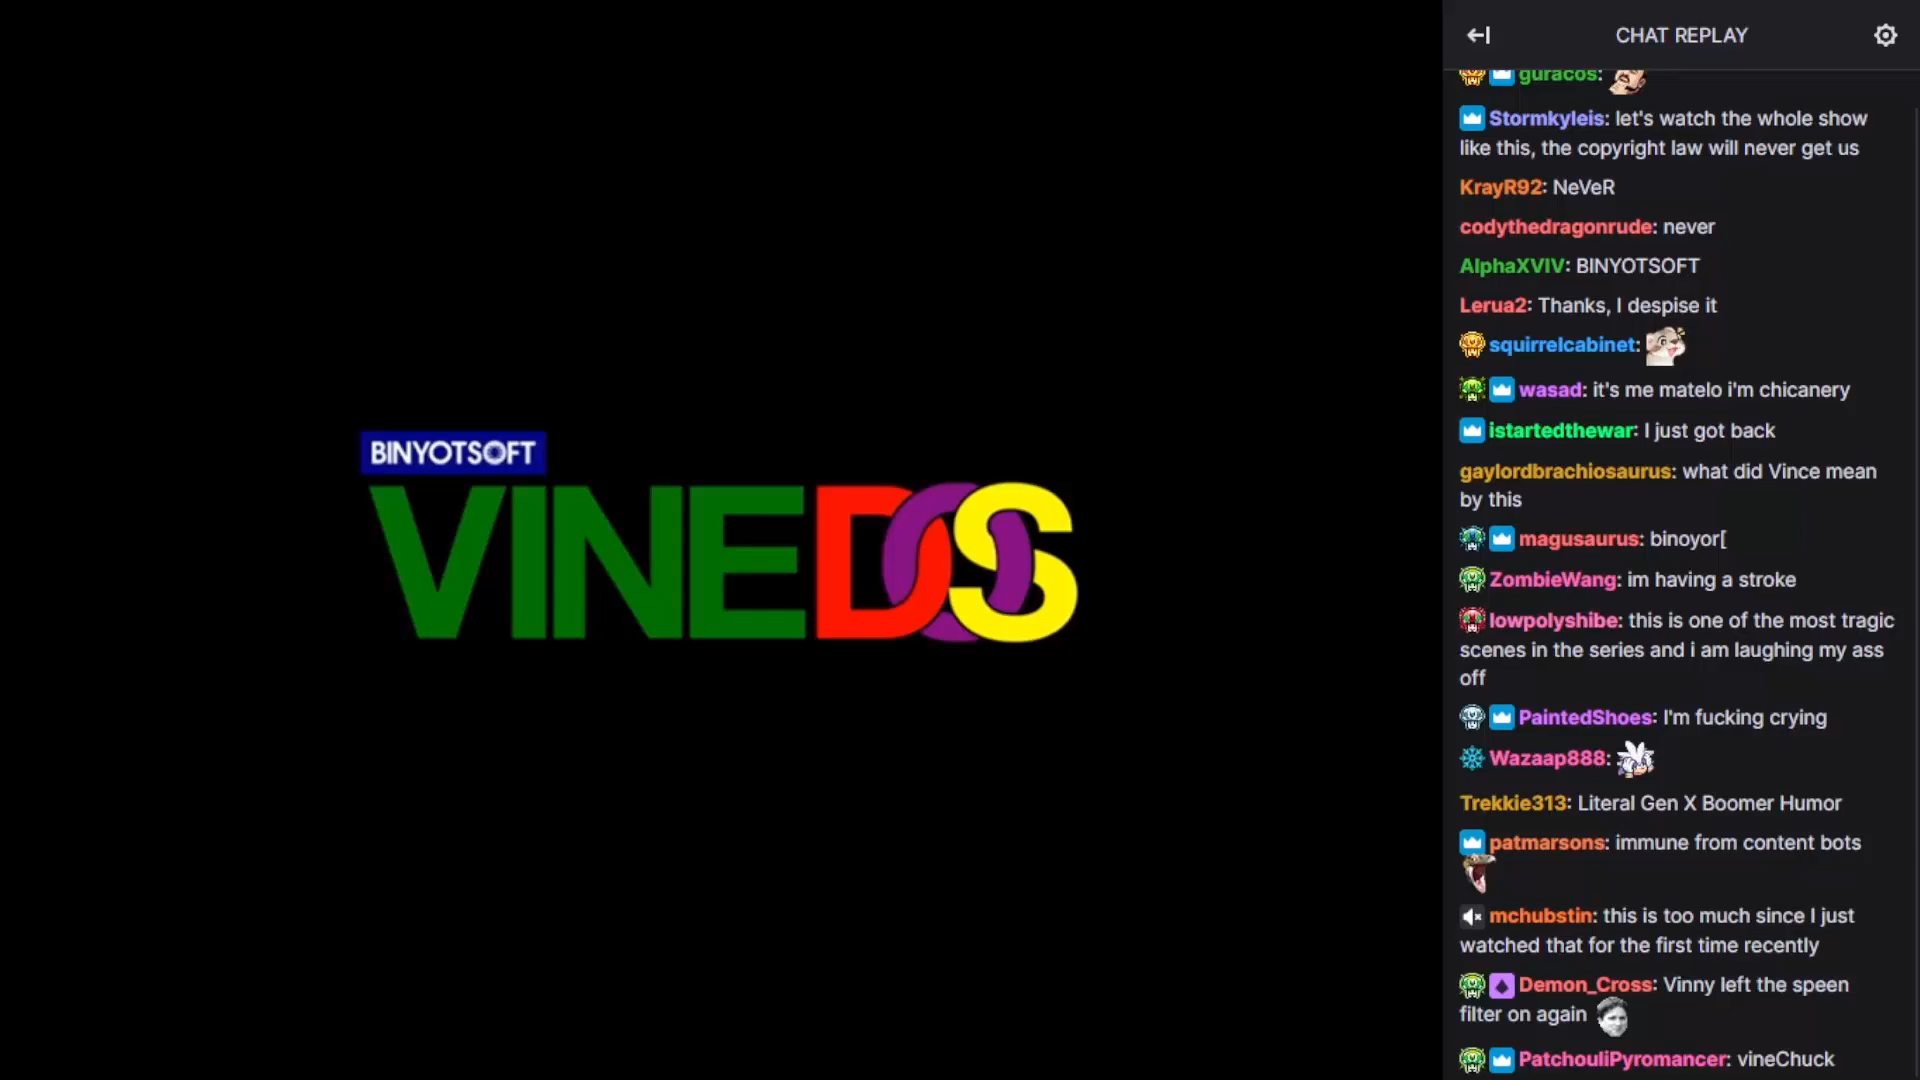 BINYOTSOFT
VINEDOS
CHAT REPLAY
guracos:
Stormkyleis: let's watch the whole show
like this, the copyright law will never get us
KrayR92: NeVeR
codythedragonrude: never
AlphaXVIV: BINYOTSOFT
Lerua2: Thanks, I despise it
squirrelcabinet:
wasad: it's me matelo i'm chicanery
istartedthewar: I just got back
gaylordbrachiosaurus: what did Vince mean
by this
magusaurus: binoyor[
ZombieWang: im having a stroke
lowpolyshibe: this is one of the most tragic
scenes in the series and i am laughing my ass
off
PaintedShoes: I'm fucking crying
Wazaap888:
Trekkie313: Literal Gen X Boomer Humor
patmarsons: immune from content bots
mchubstin: this is too much since I just
watched that for the first time recently
Demon_Cross: Vinny left the speen
filter on again
PatchouliPyromancer: vineChuck